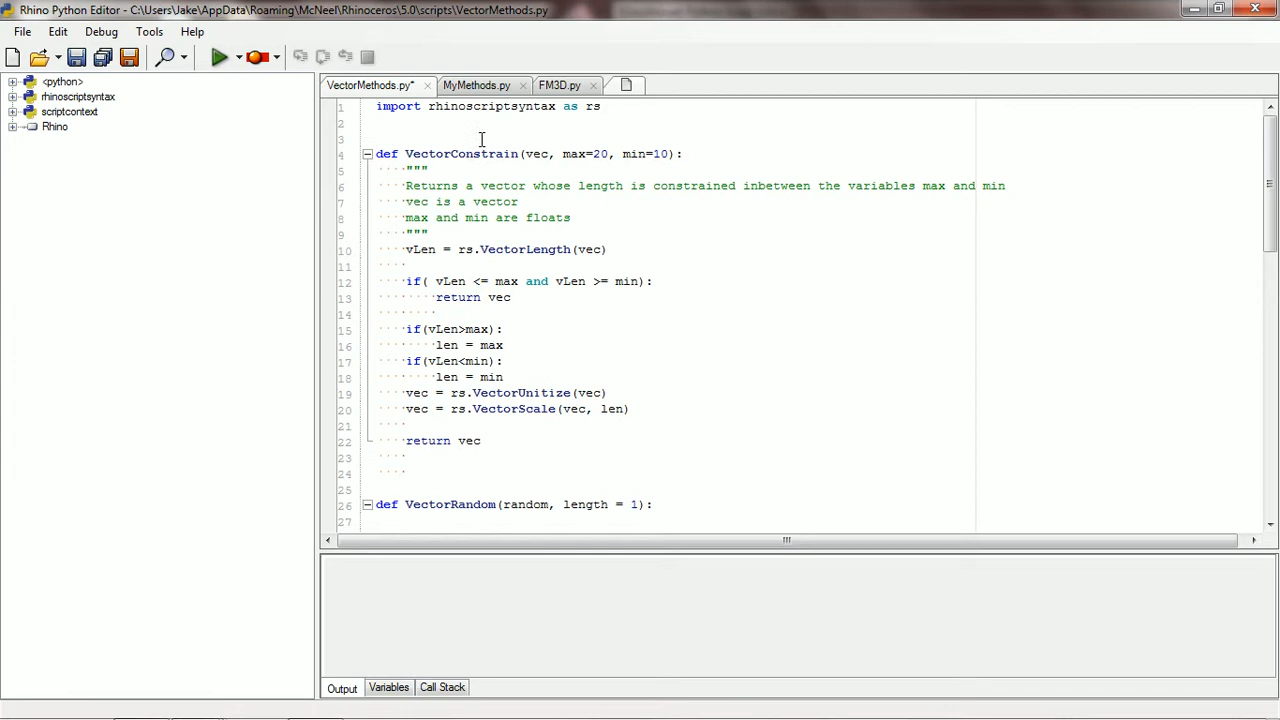 Rhino Python Editor - C:\Users\Jake\AppData\Roaming\McNeel\Rhinoceros\5.0\scripts\VectorMethods.py
File Edit Debug Tools Help
<python>
rhinoscriptsyntax
scriptcontext
Rhino
VectorMethods.py* MyMethods.py FM3D.py
1 import rhinoscriptsyntax as rs
2
3
4 def VectorConstrain(vec, max=20, min=10):
5 """
6 Returns a vector whose length is constrained inbetween the variables max and min
7 vec is a vector
8 max and min are floats
9 """
10 vLen = rs.VectorLength(vec)
11
12 if( vLen <= max and vLen >= min):
13 return vec
14
15 if(vLen>max):
16 len = max
17 if(vLen<min):
18 len = min
19 vec = rs.VectorUnitize(vec)
20 vec = rs.VectorScale(vec, len)
21
22 return vec
23
24
25
26 def VectorRandom(random, length = 1):
27
Output Variables Call Stack